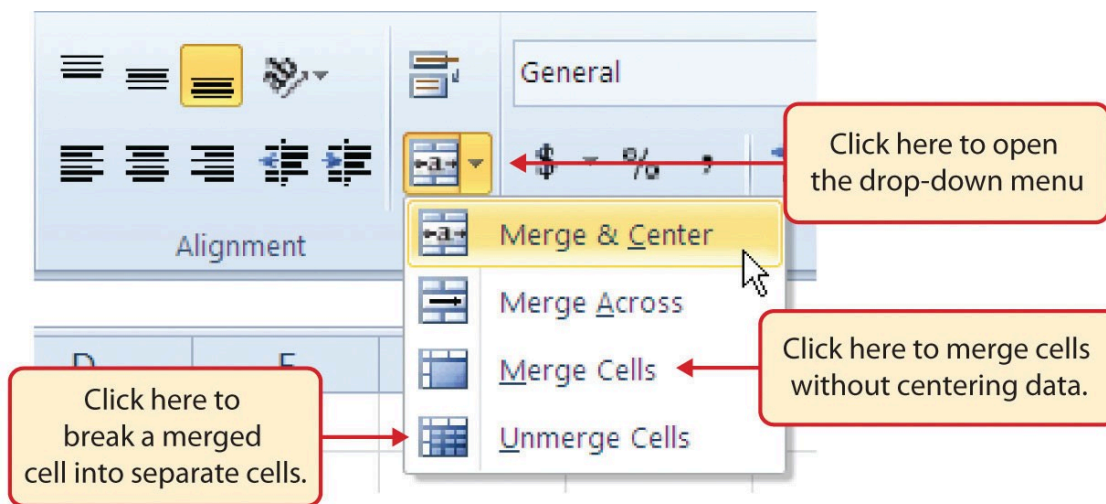 General
$ % ,
Click here to open
the drop-down menu
Alignment
Merge & Center
Merge Across
Merge Cells
Unmerge Cells
Click here to merge cells
without centering data.
Click here to
break a merged
cell into separate cells.